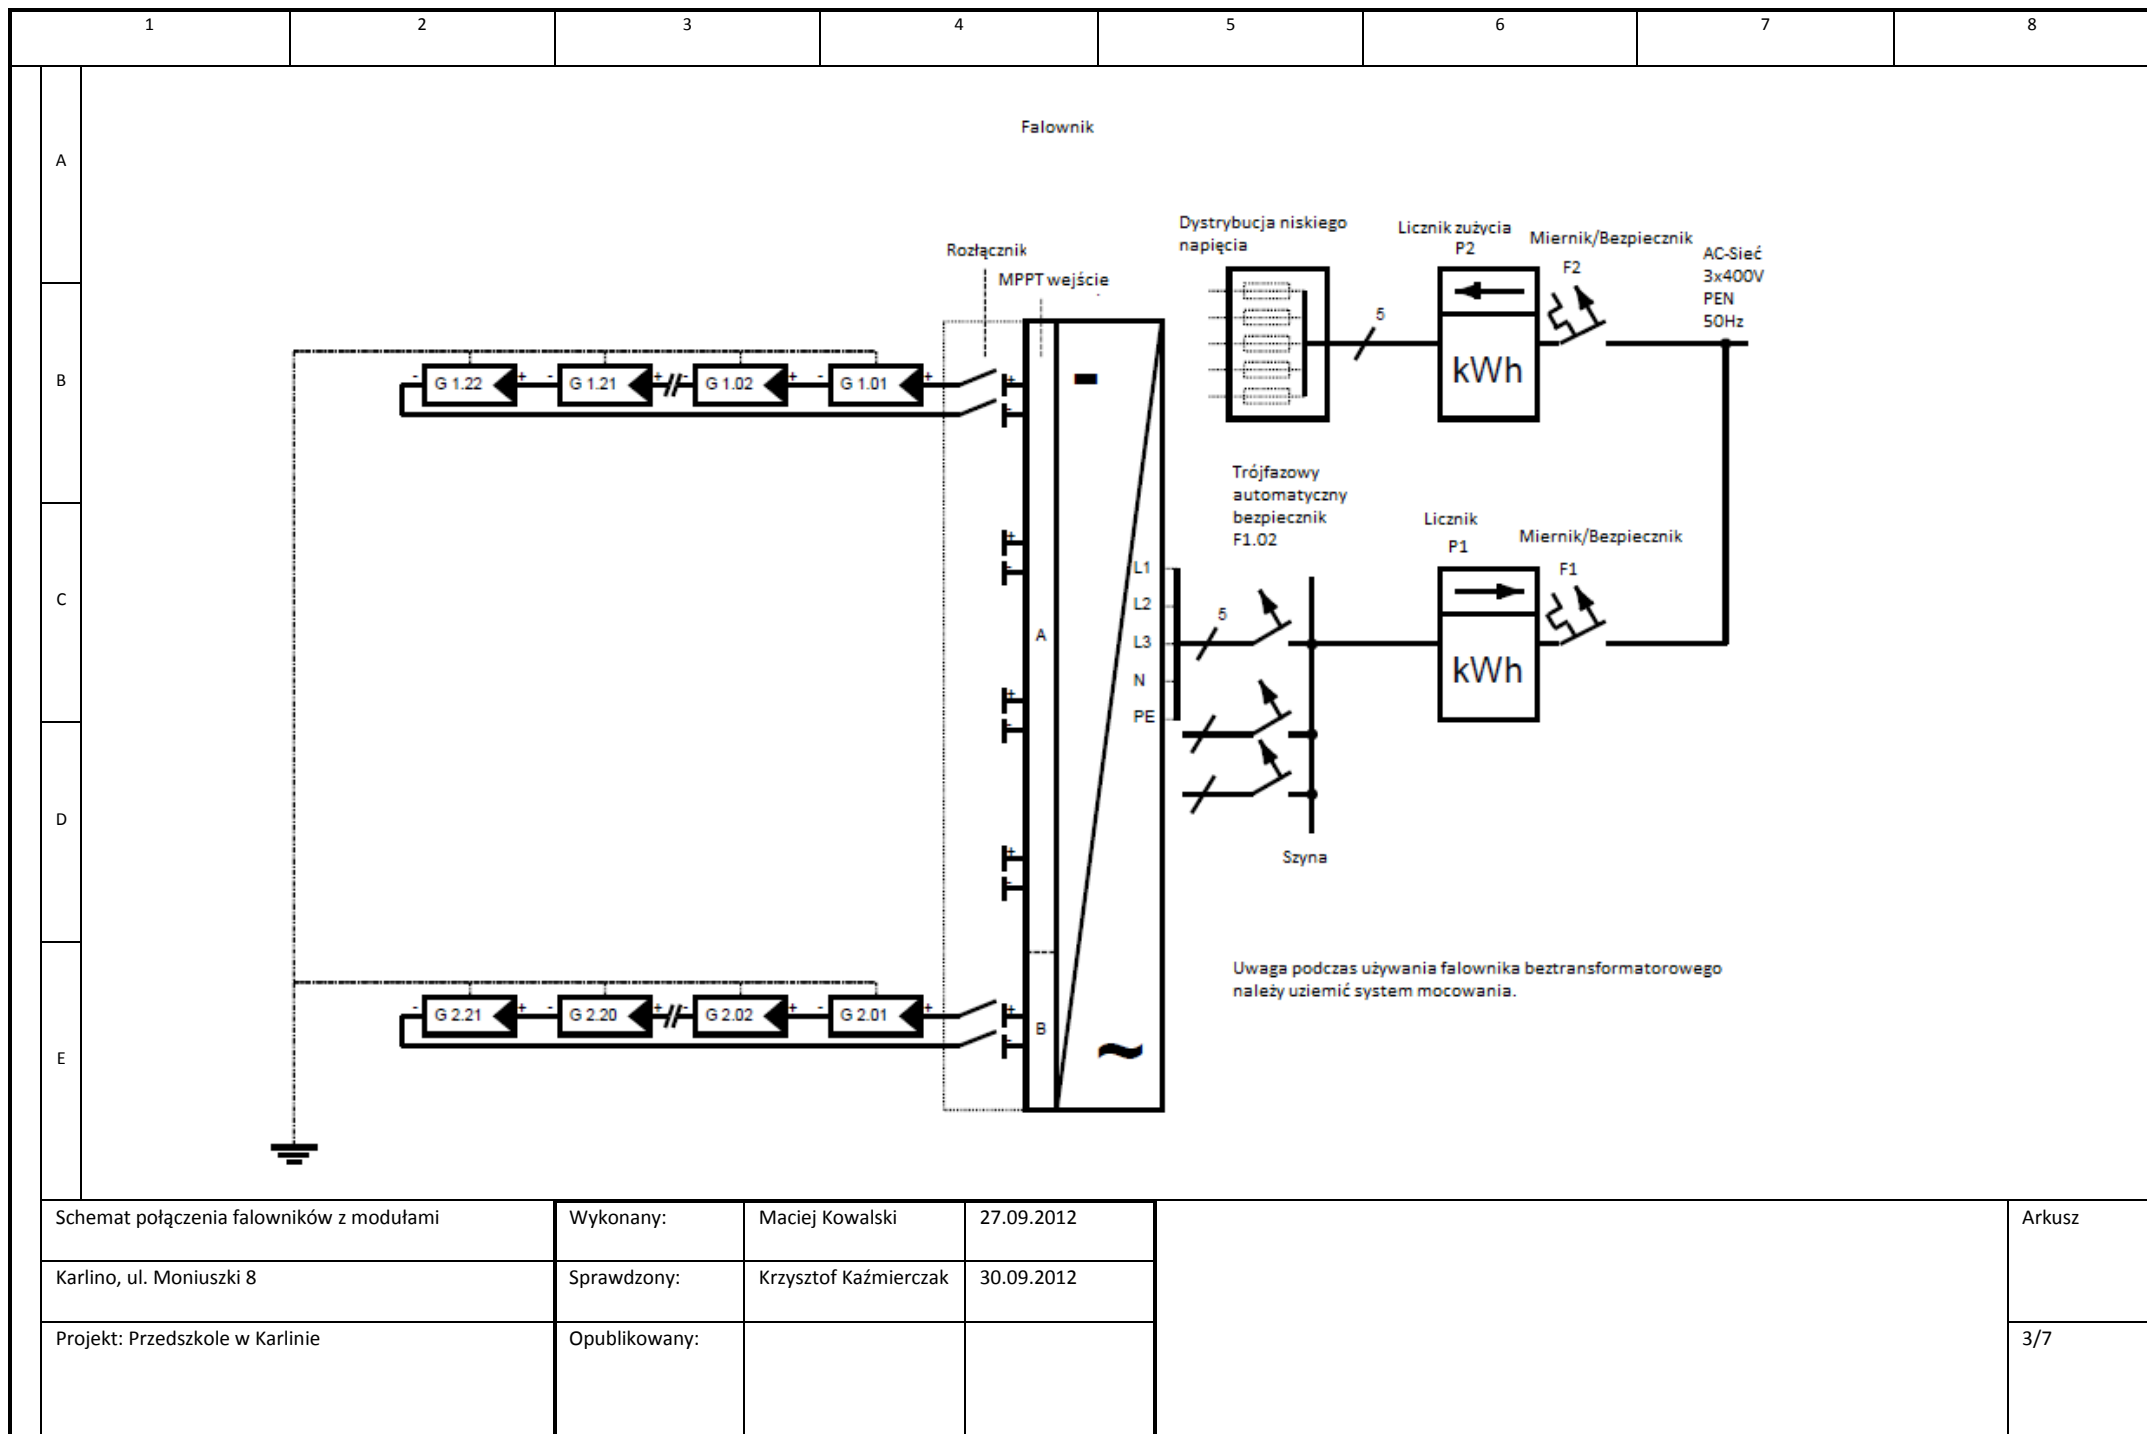 1 2 3 4 5 6 7 8
A
B
C
D
E
Falownik
Rozłącznik
MPPT wejście
Dystrybucja niskiego
napięcia
Licznik zużycia
P2
Miernik/Bezpiecznik
F2
AC-Sieć
3x400V
PEN
50Hz
5
kWh
- G 1.22 + - G 1.21 + - G 1.02 + - G 1.01 + +
-
-
Trójfazowy
automatyczny
bezpiecznik
F1.02
Licznik
P1
Miernik/Bezpiecznik
F1
5
kWh
+
-
+
-
+
-
A
L1
L2
L3
N
PE
Szyna
Uwaga podczas używania falownika beztransformatorowego
należy uziemić system mocowania.
- G 2.21 + - G 2.20 + - G 2.02 + - G 2.01 + +
-
B
~
Schemat połączenia falowników z modułami
Wykonany: Maciej Kowalski 27.09.2012
Arkusz
Karlino, ul. Moniuszki 8
Sprawdzony: Krzysztof Kaźmierczak 30.09.2012
Projekt: Przedszkole w Karlinie
Opublikowany:
3/7